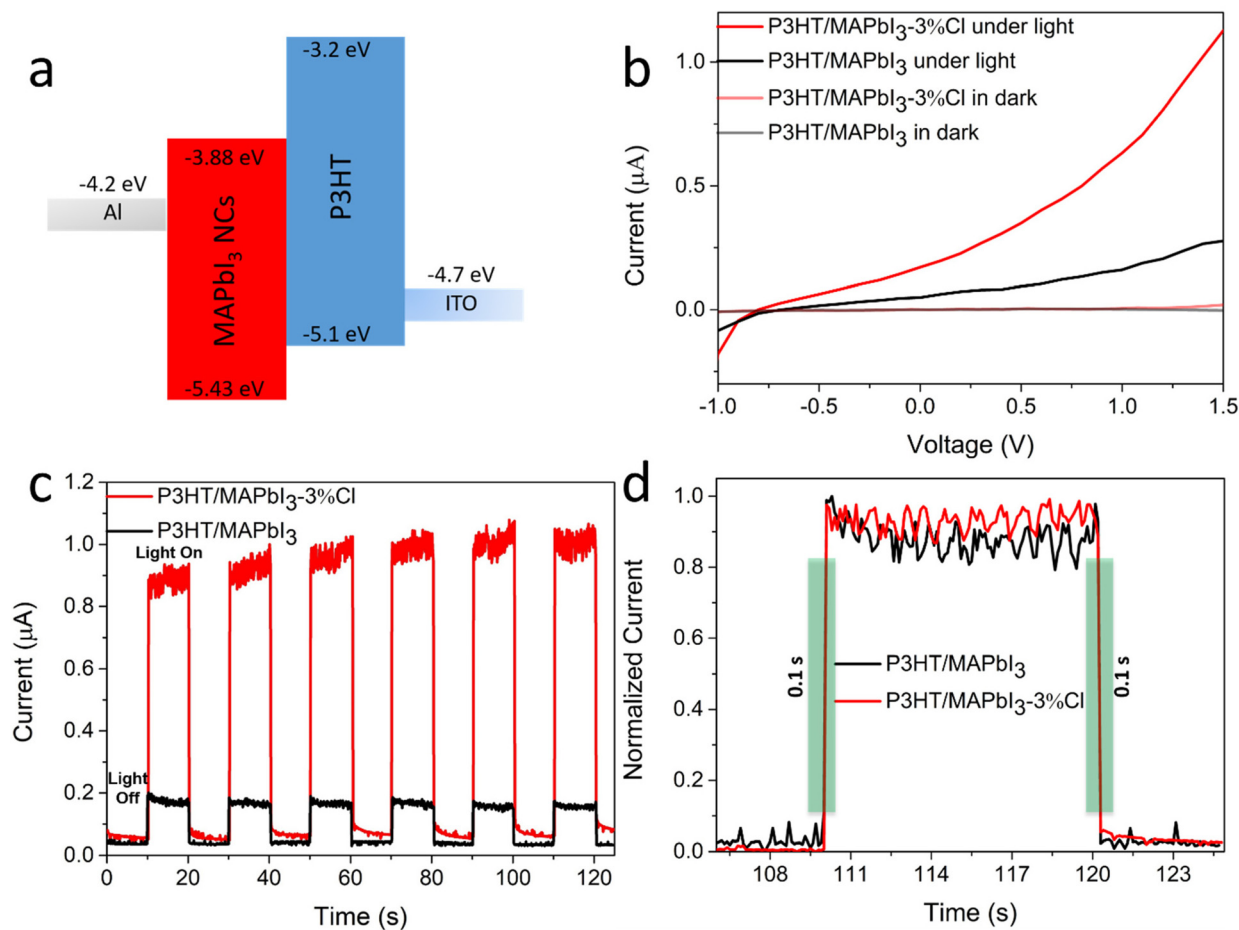 a
-3.2 eV
-3.88 eV
-4.2 eV
Al
MAPbI₃ NCs
P3HT
-4.7 eV
ITO
-5.1 eV
-5.43 eV
b
P3HT/MAPbI₃-3%Cl under light
P3HT/MAPbI₃ under light
P3HT/MAPbI₃-3%Cl in dark
P3HT/MAPbI₃ in dark
1.0
0.5
0.0
Current (μA)
-1.0 -0.5 0.0 0.5 1.0 1.5
Voltage (V)
c
P3HT/MAPbI₃-3%Cl
P3HT/MAPbI₃
Light On
Light
Off
1.2
1.0
0.8
0.6
0.4
0.2
0.0
Current (μA)
0 20 40 60 80 100 120
Time (s)
d
1.0
0.8
0.6
0.4
0.2
0.0
Normalized Current
0.1 s
P3HT/MAPbI₃
P3HT/MAPbI₃-3%Cl
0.1 s
108 111 114 117 120 123
Time (s)